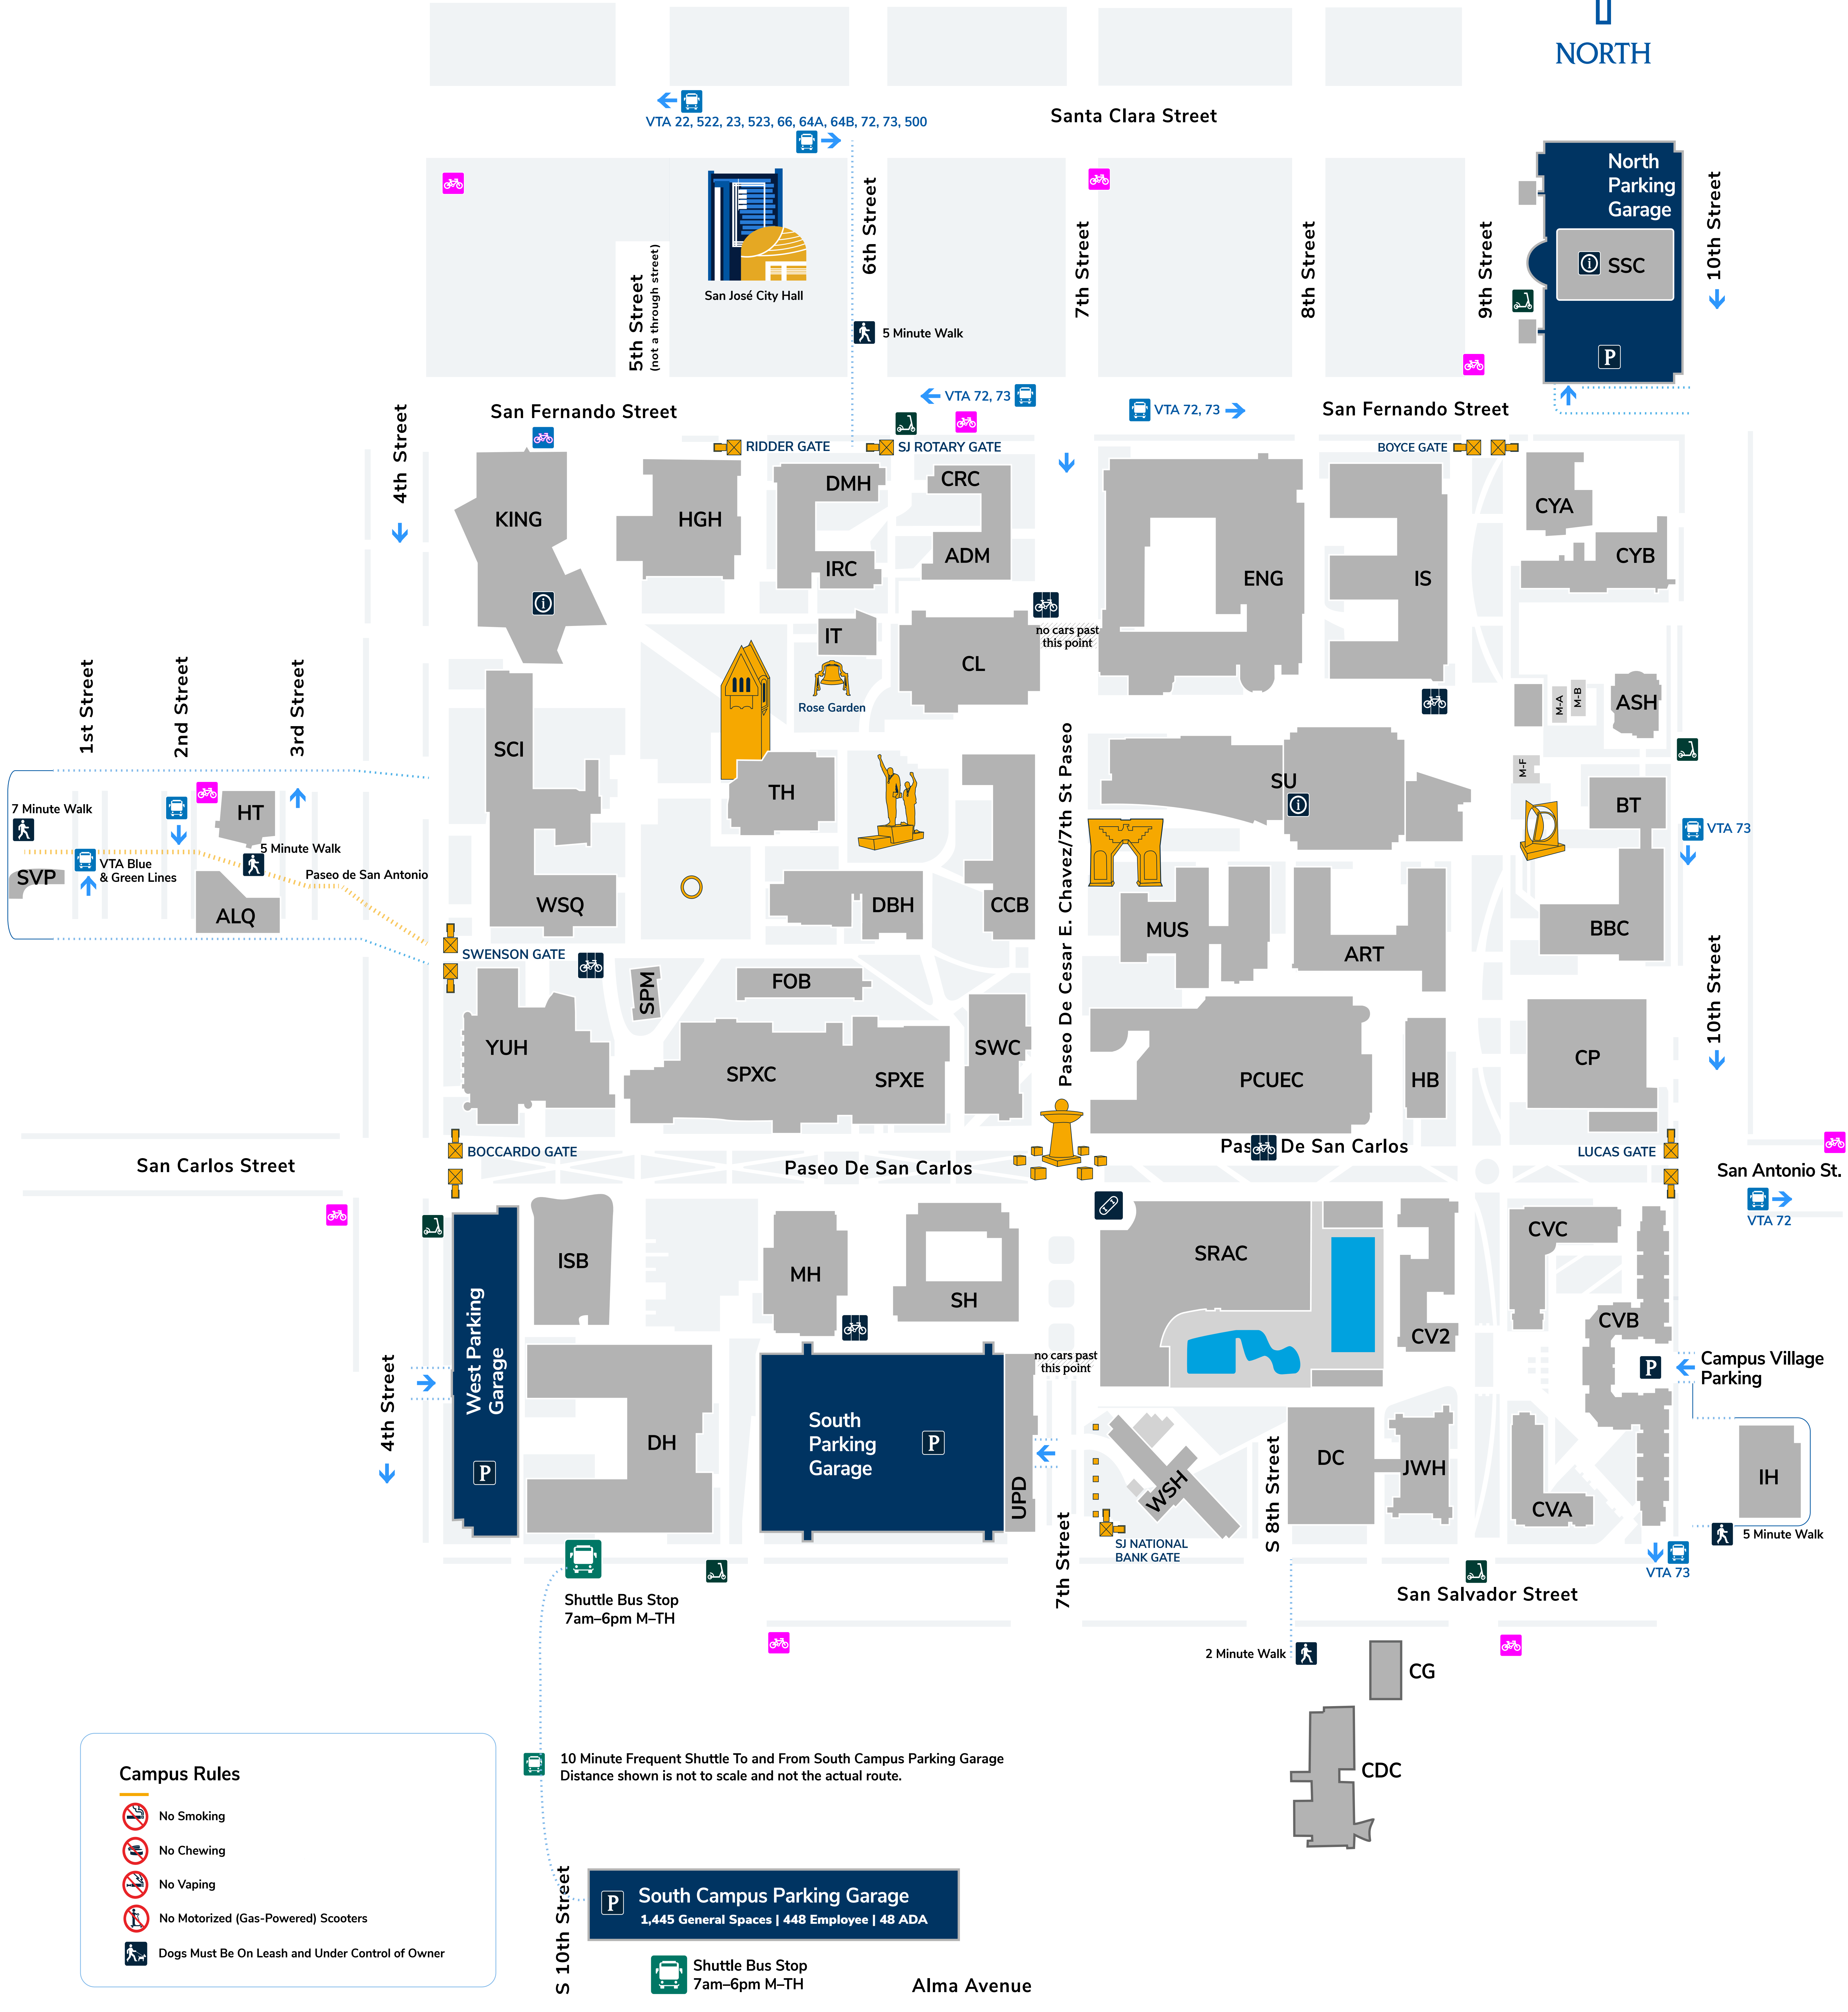 NORTH
Santa Clara Street
VTA 22, 522, 23, 523, 66, 64A, 64B, 72, 73, 500
North
Parking
Garage
SSC
San José City Hall
5th Street
(not a through street)
6th Street
7th Street
8th Street
9th Street
10th Street
5 Minute Walk
VTA 72, 73
VTA 72, 73
San Fernando Street
San Fernando Street
4th Street
RIDDER GATE
SJ ROTARY GATE
BOYCE GATE
KING
HGH
DMH
CRC
IRC
ADM
ENG
IS
CYA
CYB
no cars past
this point
IT
CL
Rose Garden
M-A
M-B
ASH
M-F
1st Street
2nd Street
3rd Street
SCI
TH
SU
BT
VTA 73
7 Minute Walk
HT
5 Minute Walk
VTA Blue
& Green Lines
Paseo de San Antonio
SVP
ALQ
WSQ
DBH
CCB
Paseo De Cesar E. Chavez/7th St Paseo
MUS
ART
BBC
10th Street
SWENSON GATE
SPM
FOB
YUH
SPXC
SPXE
SWC
PCUEC
HB
CP
San Carlos Street
BOCCARDO GATE
Paseo De San Carlos
Paseo De San Carlos
LUCAS GATE
San Antonio St.
VTA 72
West Parking
Garage
ISB
MH
SH
SRAC
CV2
CVC
CVB
no cars past
this point
Campus Village
Parking
4th Street
DH
South
Parking
Garage
UPD
WSH
DC
JWH
CVA
IH
7th Street
S 8th Street
SJ NATIONAL
BANK GATE
5 Minute Walk
VTA 73
San Salvador Street
Shuttle Bus Stop
7am–6pm M–TH
2 Minute Walk
CG
CDC
10 Minute Frequent Shuttle To and From South Campus Parking Garage
Distance shown is not to scale and not the actual route.
Campus Rules
No Smoking
No Chewing
No Vaping
No Motorized (Gas-Powered) Scooters
Dogs Must Be On Leash and Under Control of Owner
S 10th Street
South Campus Parking Garage
1,445 General Spaces | 448 Employee | 48 ADA
Shuttle Bus Stop
7am–6pm M–TH
Alma Avenue